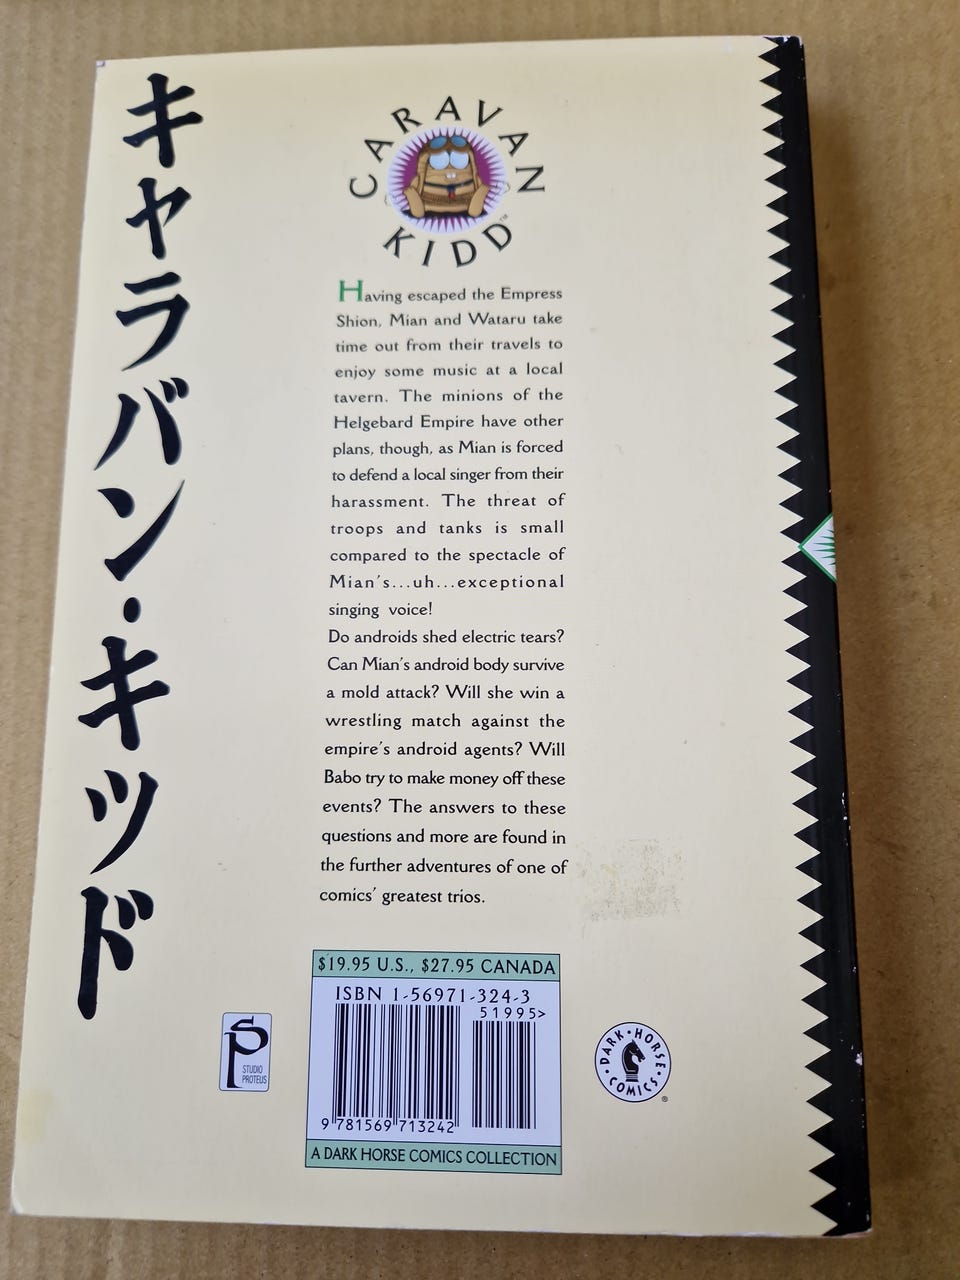 キャラバン・キッド
CARAVAN
KIDD™
Having escaped the Empress
Shion, Mian and Wataru take
time out from their travels to
enjoy some music at a local
tavern. The minions of the
Helgebard Empire have other
plans, though, as Mian is forced
to defend a local singer from their
harassment. The threat of
troops and tanks is small
compared to the spectacle of
Mian's...uh...exceptional
singing voice!
Do androids shed electric tears?
Can Mian's android body survive
a mold attack? Will she win a
wrestling match against the
empire's android agents? Will
Babo try to make money off these
events? The answers to these
questions and more are found in
the further adventures of one of
comics' greatest trios.
$19.95 U.S., $27.95 CANADA
ISBN 1-56971-324-3
51995>
9 781569 713242
A DARK HORSE COMICS COLLECTION
SP
STUDIO
PROTEUS
DARK·HORSE
·COMICS·
®